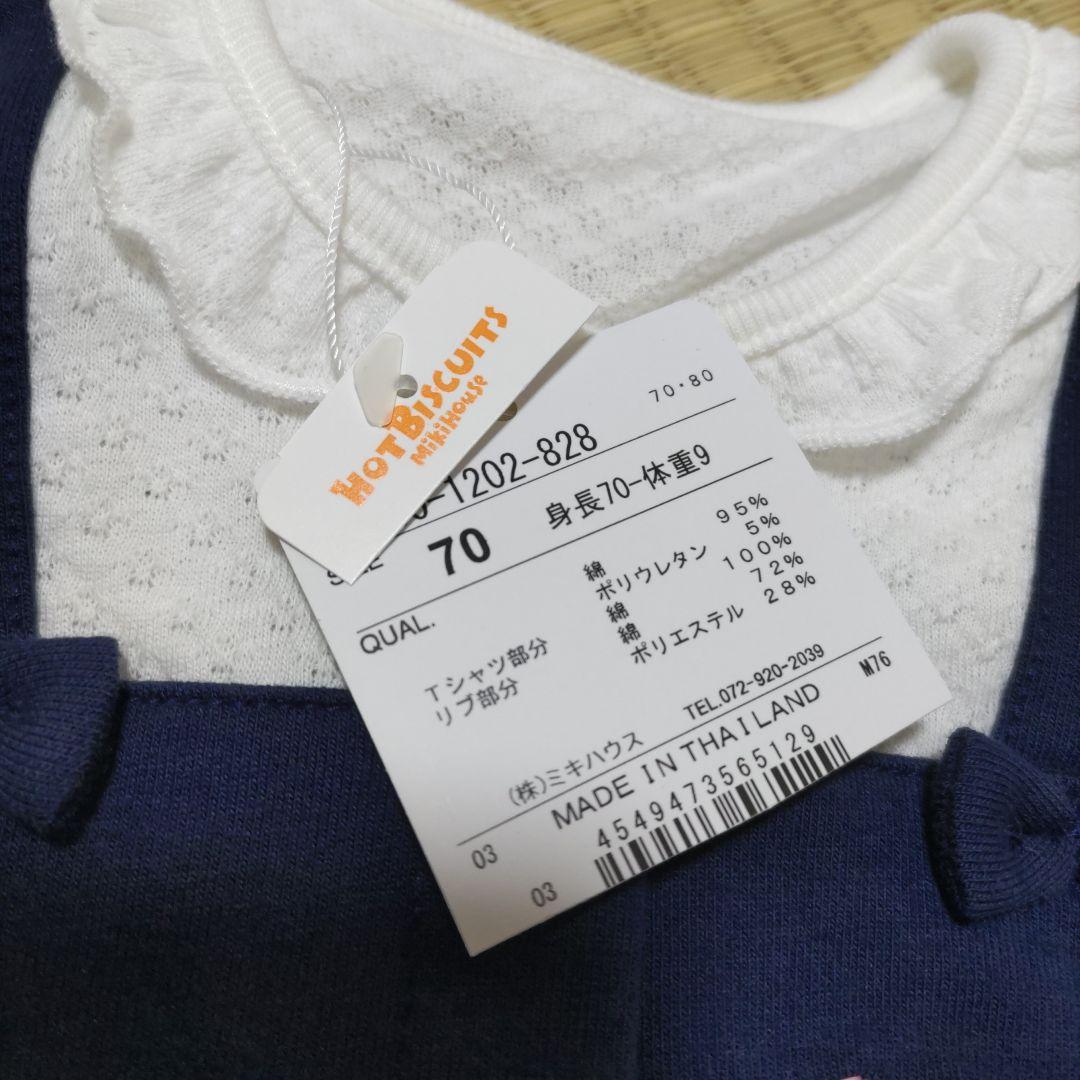 HOT BISCUITS
MikiHouse
70・80
-1202-828
70 身長70-体重9
QUAL.
綿 95%
ポリウレタン 5%
Tシャツ部分 綿 100%
リブ部分 綿 72%
ポリエステル 28%
(株)ミキハウス TEL.072-920-2039 M76
MADE IN THAILAND
03 4549473565129
03